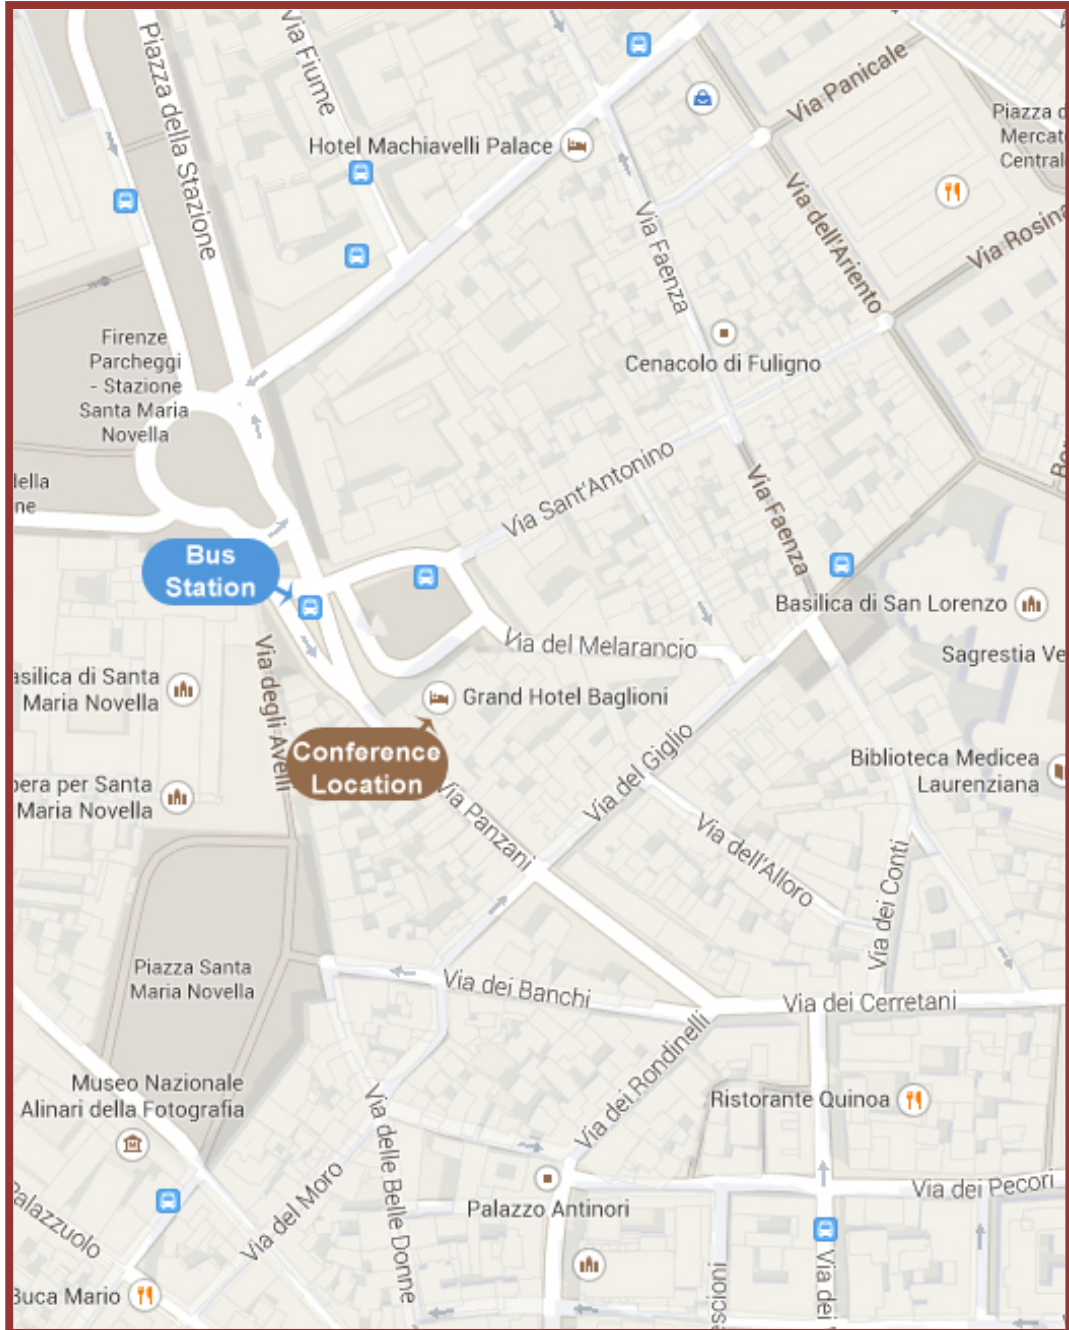 Piazza della Stazione
Via Fiume
Via Panicale
Piazza d
Mercat
Central
Hotel Machiavelli Palace
Via dell'Ariento
Via Faenza
Via Rosina
Firenze
Parcheggi
- Stazione
Santa Maria
Novella
Cenacolo di Fuligno
della
ne
Via Sant'Antonino
Via Faenza
Bus
Station
Basilica di San Lorenzo
Via del Melarancio
Sagrestia Ve
Via degli Avelli
asilica di Santa
Maria Novella
Grand Hotel Baglioni
Conference
Location
Via del Giglio
Biblioteca Medicea
Laurenziana
pera per Santa
Maria Novella
Via Panzani
Via dell'Alloro
Via dei Conti
Piazza Santa
Maria Novella
Via dei Banchi
Via dei Cerretani
Museo Nazionale
Alinari della Fotografia
Via dei Rondinelli
Ristorante Quinoa
Via delle Belle Donne
Via del Moro
Palazzo Antinori
Via dei Pecori
Palazzuolo
Via dei
Buca Mario